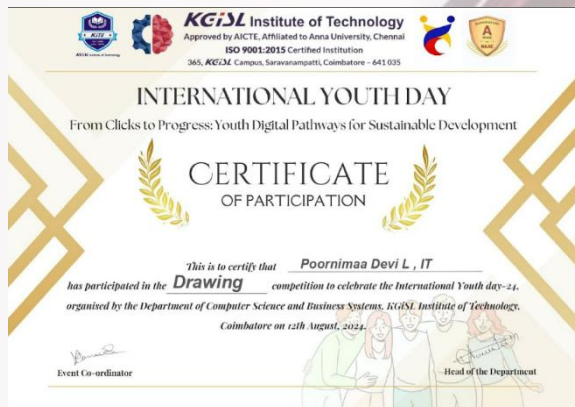 KiTE
KGiSL Institute of Technology
Approved by AICTE, Affiliated to Anna University, Chennai
ISO 9001:2015 Certified Institution
365, KGiSL Campus, Saravanampatti, Coimbatore – 641 035
A
NAAC
INTERNATIONAL YOUTH DAY
From Clicks to Progress: Youth Digital Pathways for Sustainable Development
CERTIFICATE
OF PARTICIPATION
This is to certify that Poornimaa Devi L , IT
has participated in the Drawing competition to celebrate the International Youth day-24,
organised by the Department of Computer Science and Business Systems, KGiSL Institute of Technology,
Coimbatore on 12th August, 2024.
Event Co-ordinator
Head of the Department